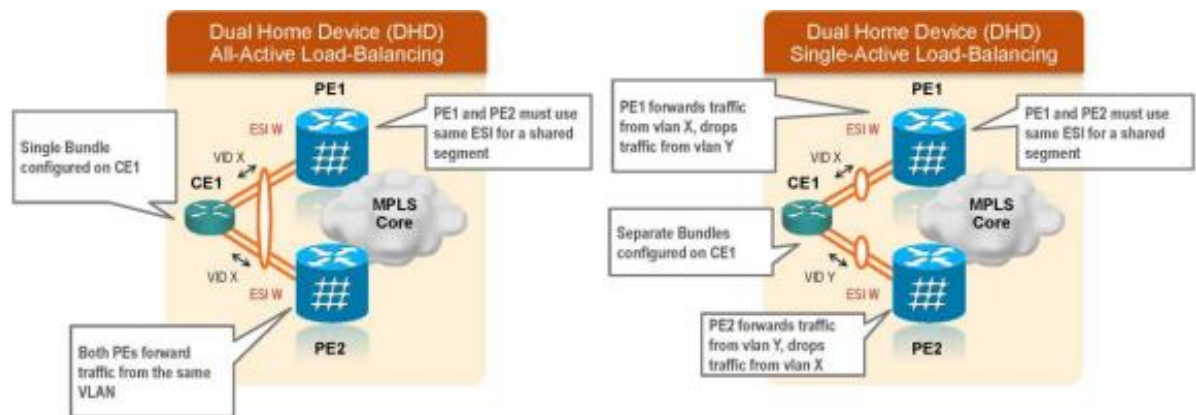 Dual Home Device (DHD)
All-Active Load-Balancing
PE1
PE1 and PE2 must use
same ESI for a shared
segment
ESI W
Single Bundle
configured on CE1
VID X
CE1
MPLS
Core
VID X
ESI W
PE2
Both PEs forward
traffic from the same
VLAN
Dual Home Device (DHD)
Single-Active Load-Balancing
PE1
PE1 forwards traffic
from vlan X, drops
traffic from vlan Y
PE1 and PE2 must use
same ESI for a shared
segment
ESI W
VID X
CE1
MPLS
Core
Separate Bundles
configured on CE1
VID Y
ESI W
PE2 forwards traffic
from vlan Y, drops
traffic from vlan X
PE2